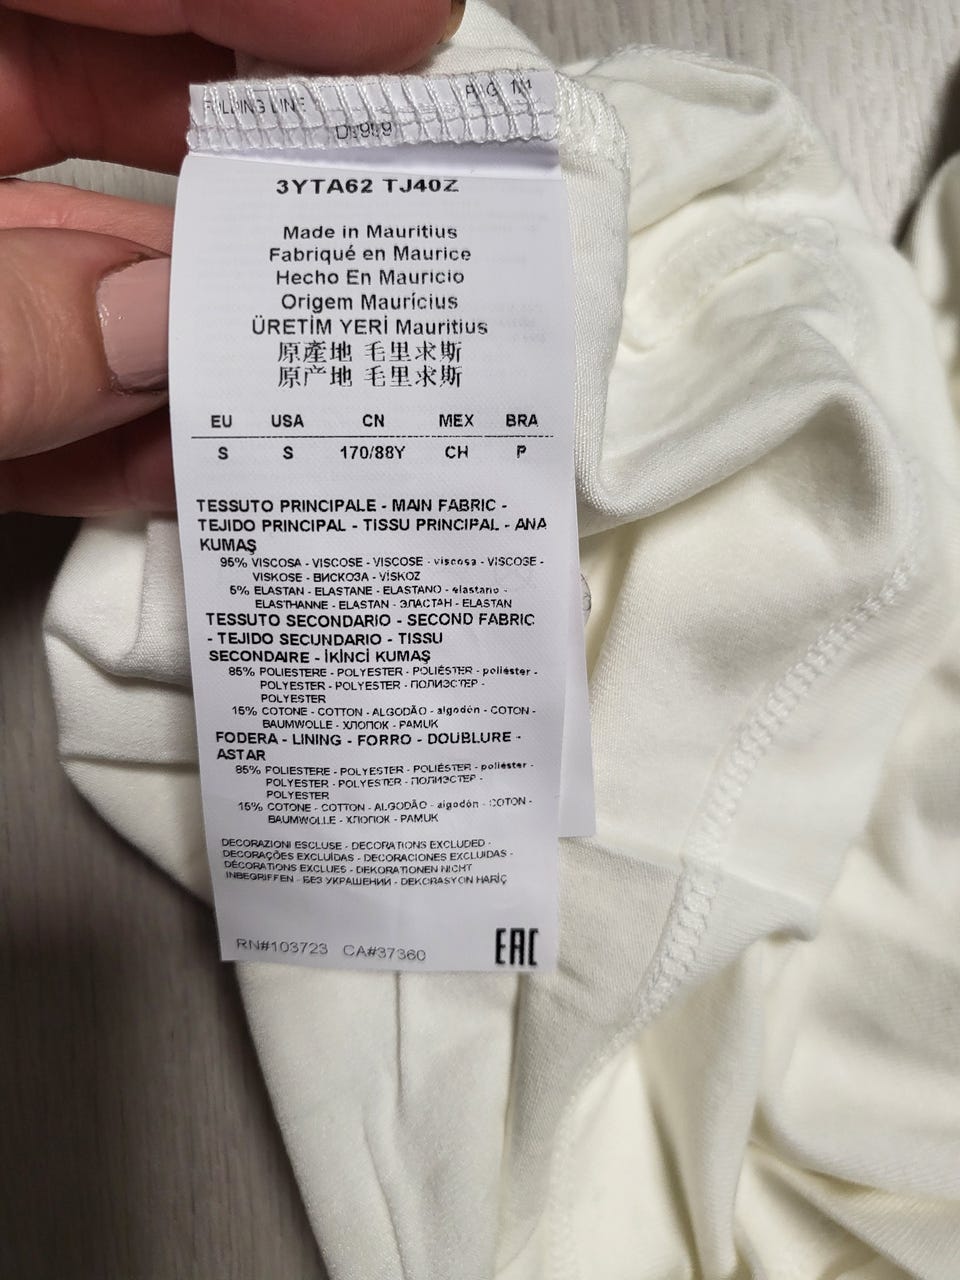 FOLDING LINE PAG 1/1
3YTA62 TJ40Z
Made in Mauritius
Fabriqué en Maurice
Hecho En Mauricio
Origem Maurícius
ÜRETİM YERİ Mauritius
原產地 毛里求斯
原产地 毛里求斯
EU USA CN MEX BRA
S S 170/88Y CH P
TESSUTO PRINCIPALE - MAIN FABRIC -
TEJIDO PRINCIPAL - TISSU PRINCIPAL - ANA
KUMAŞ
95% VISCOSA - VISCOSE - VISCOSE - viscosa - VISCOSE -
VISKOSE - ВИСКОЗА - VİSKOZ
5% ELASTAN - ELASTANE - ELASTANO - elastano -
ELASTHANNE - ELASTAN - ЭЛАСТАН - ELASTAN
TESSUTO SECONDARIO - SECOND FABRIC
- TEJIDO SECUNDARIO - TISSU
SECONDAIRE - İKİNCİ KUMAŞ
85% POLIESTERE - POLYESTER - POLIÉSTER - poliéster -
POLYESTER - POLYESTER - ПОЛИЭСТЕР -
POLYESTER
15% COTONE - COTTON - ALGODÃO - algodón - COTON -
BAUMWOLLE - ХЛОПОК - PAMUK
FODERA - LINING - FORRO - DOUBLURE -
ASTAR
85% POLIESTERE - POLYESTER - POLIÉSTER - poliéster -
POLYESTER - POLYESTER - ПОЛИЭСТЕР -
POLYESTER
15% COTONE - COTTON - ALGODÃO - algodón - COTON -
BAUMWOLLE - ХЛОПОК - PAMUK
DECORAZIONI ESCLUSE - DECORATIONS EXCLUDED -
DECORAÇÕES EXCLUÍDAS - DECORACIONES EXCLUIDAS -
DÉCORATIONS EXCLUES - DEKORATIONEN NICHT
INBEGRIFFEN - БЕЗ УКРАШЕНИЙ - DEKORASYON HARİÇ
RN#103723 CA#37360 EAC